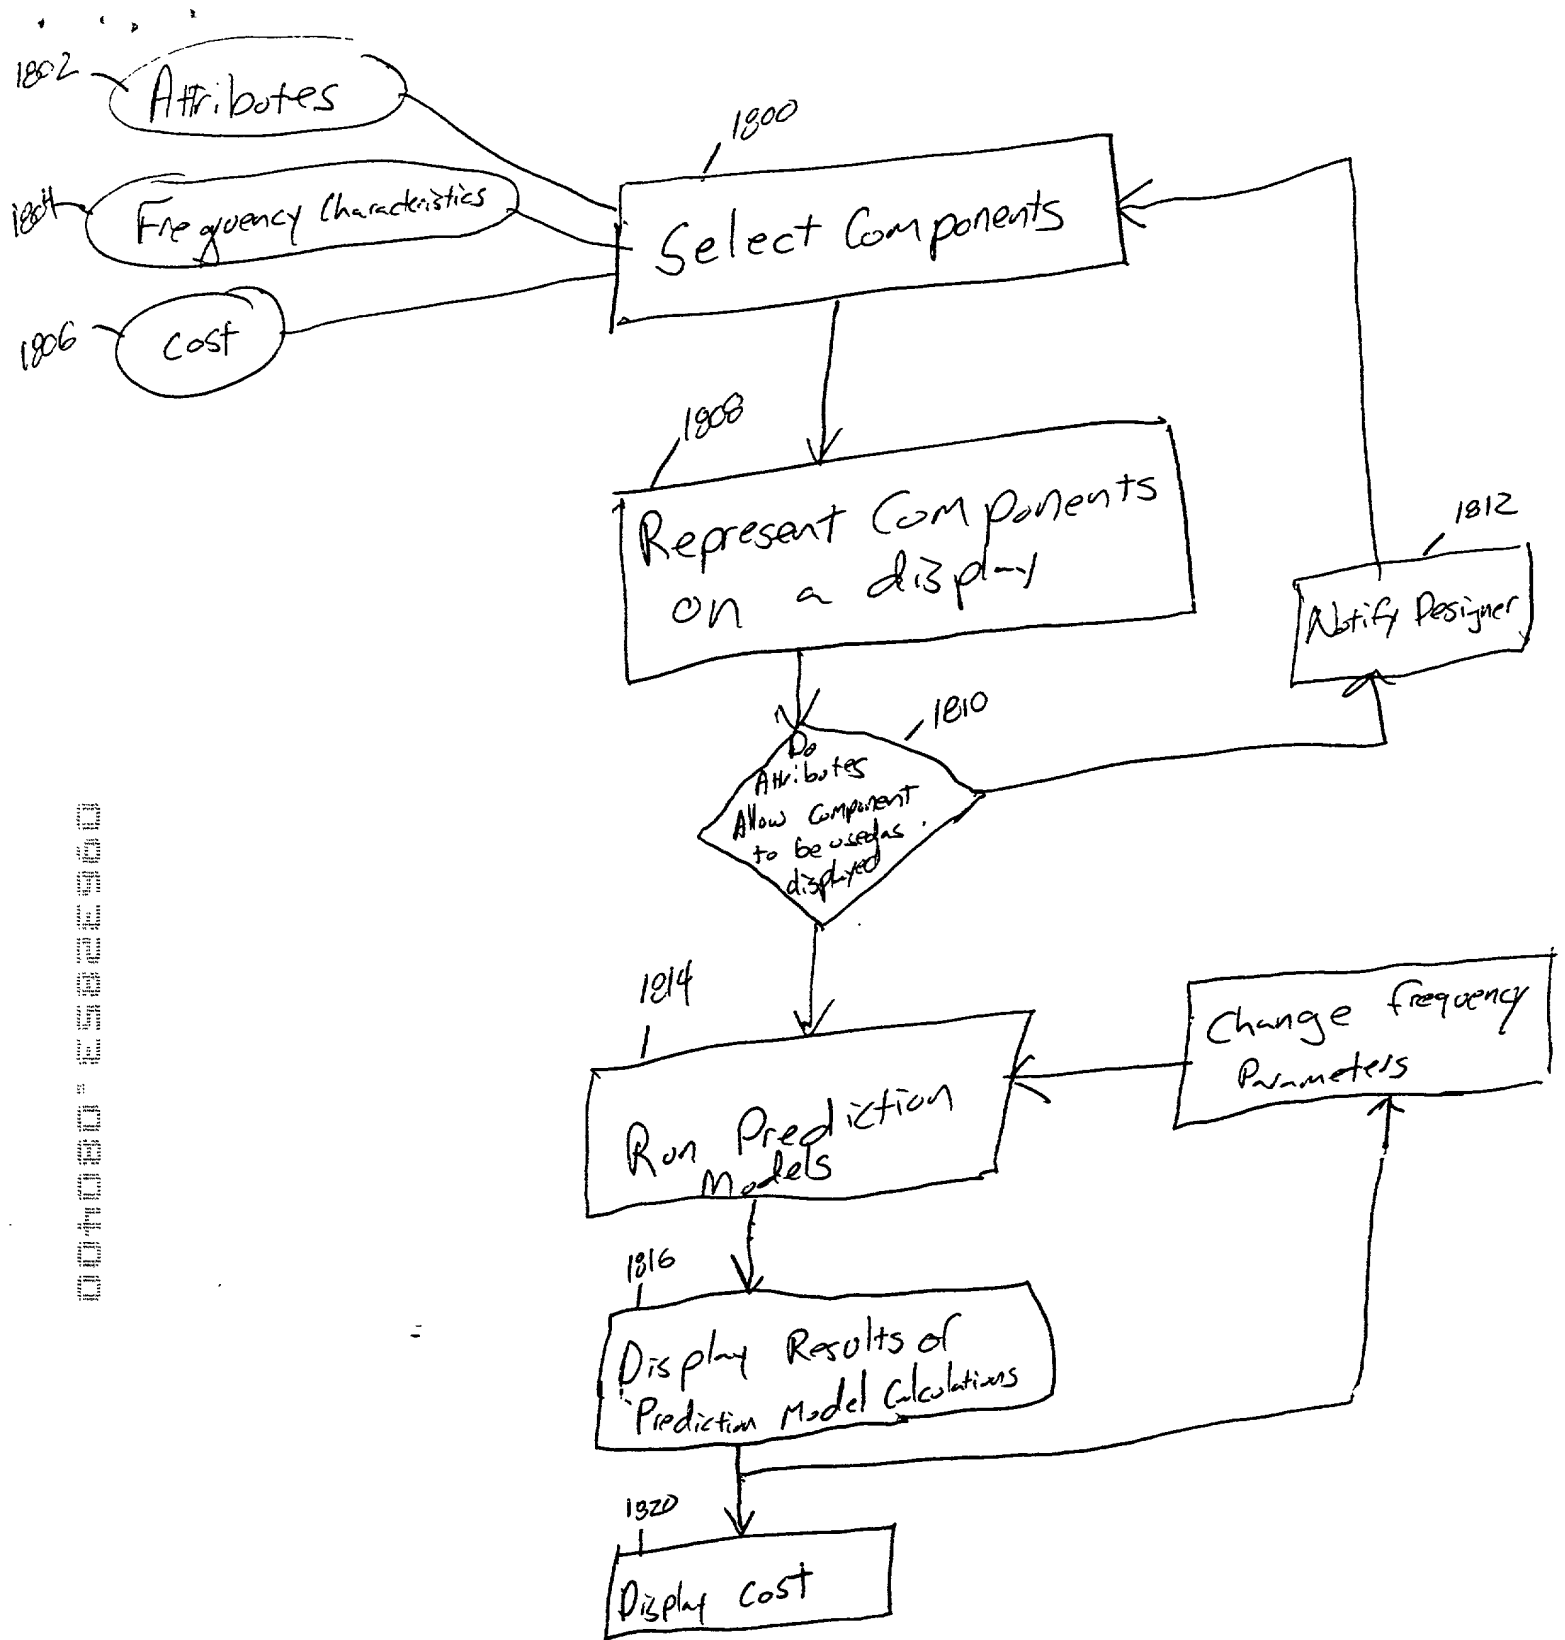 1802
Attributes
1800
1804
Frequency Characteristics
Select Components
1806
Cost
1808
Represent Components
on a display
1812
Notify Designer
1810
Do
Attributes
Allow Component
to be used as
displayed
09632853.080400
1814
Change frequency
Parameters
Run Prediction
Models
1816
Display Results of
Prediction Model Calculations
1820
Display Cost